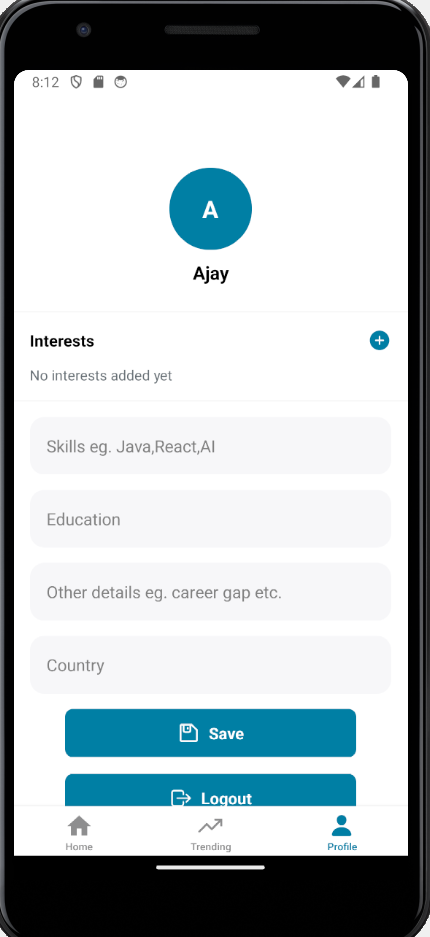 8:12
A
Ajay
Interests
No interests added yet
Skills eg. Java,React,AI
Education
Other details eg. career gap etc.
Country
Save
Logout
Home Trending Profile